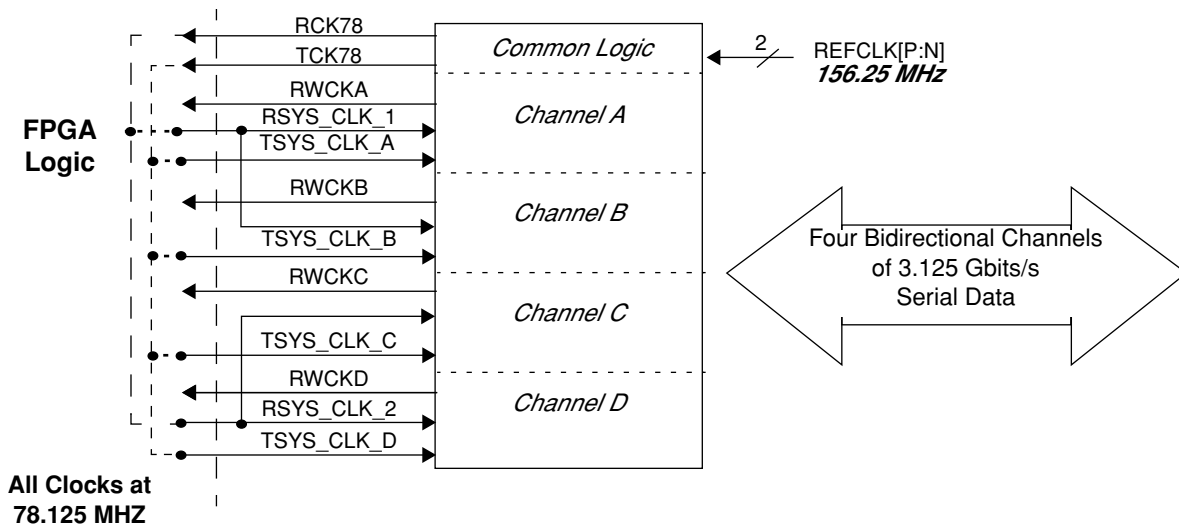 RCK78
TCK78
RWCKA
RSYS_CLK_1
TSYS_CLK_A
RWCKB
TSYS_CLK_B
RWCKC
TSYS_CLK_C
RWCKD
RSYS_CLK_2
TSYS_CLK_D
FPGA
Logic
All Clocks at
78.125 MHZ
Common Logic
Channel A
Channel B
Channel C
Channel D
2
REFCLK[P:N]
156.25 MHz
Four Bidirectional Channels
of 3.125 Gbits/s
Serial Data